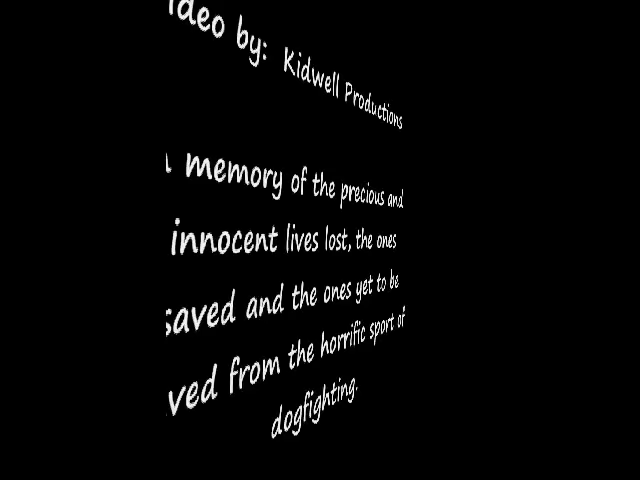 ideo by: Kidwell Productions
memory of the precious and
innocent lives lost, the ones
saved and the ones yet to be
ved from the horrific sport of
dogfighting.